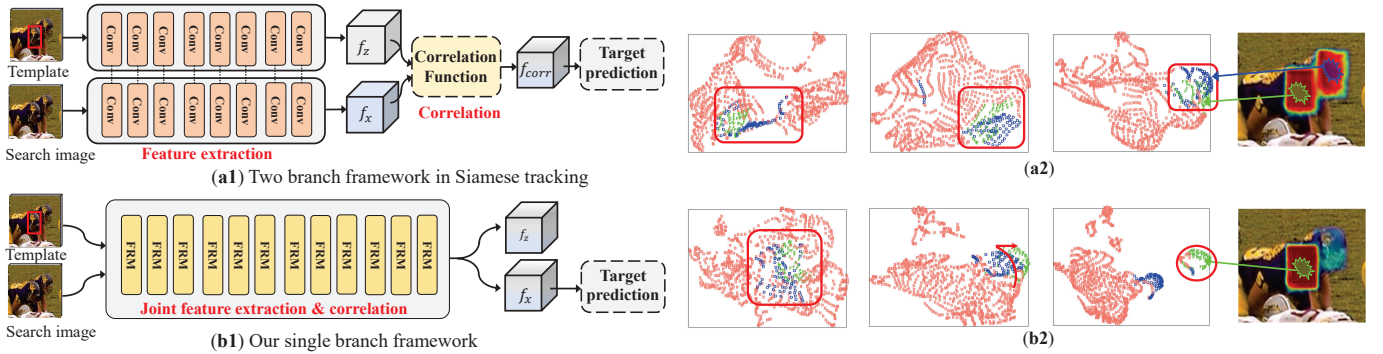 Template
Search image
Conv Conv Conv Conv Conv Conv Conv Conv
Conv Conv Conv Conv Conv Conv Conv Conv
Feature extraction
f_z
f_x
Correlation
Function
Correlation
f_corr
Target
prediction
(a1) Two branch framework in Siamese tracking
(a2)
Template
Search image
FRM FRM FRM FRM FRM FRM FRM FRM FRM FRM FRM FRM
Joint feature extraction & correlation
f_z
f_x
Target
prediction
(b1) Our single branch framework
(b2)